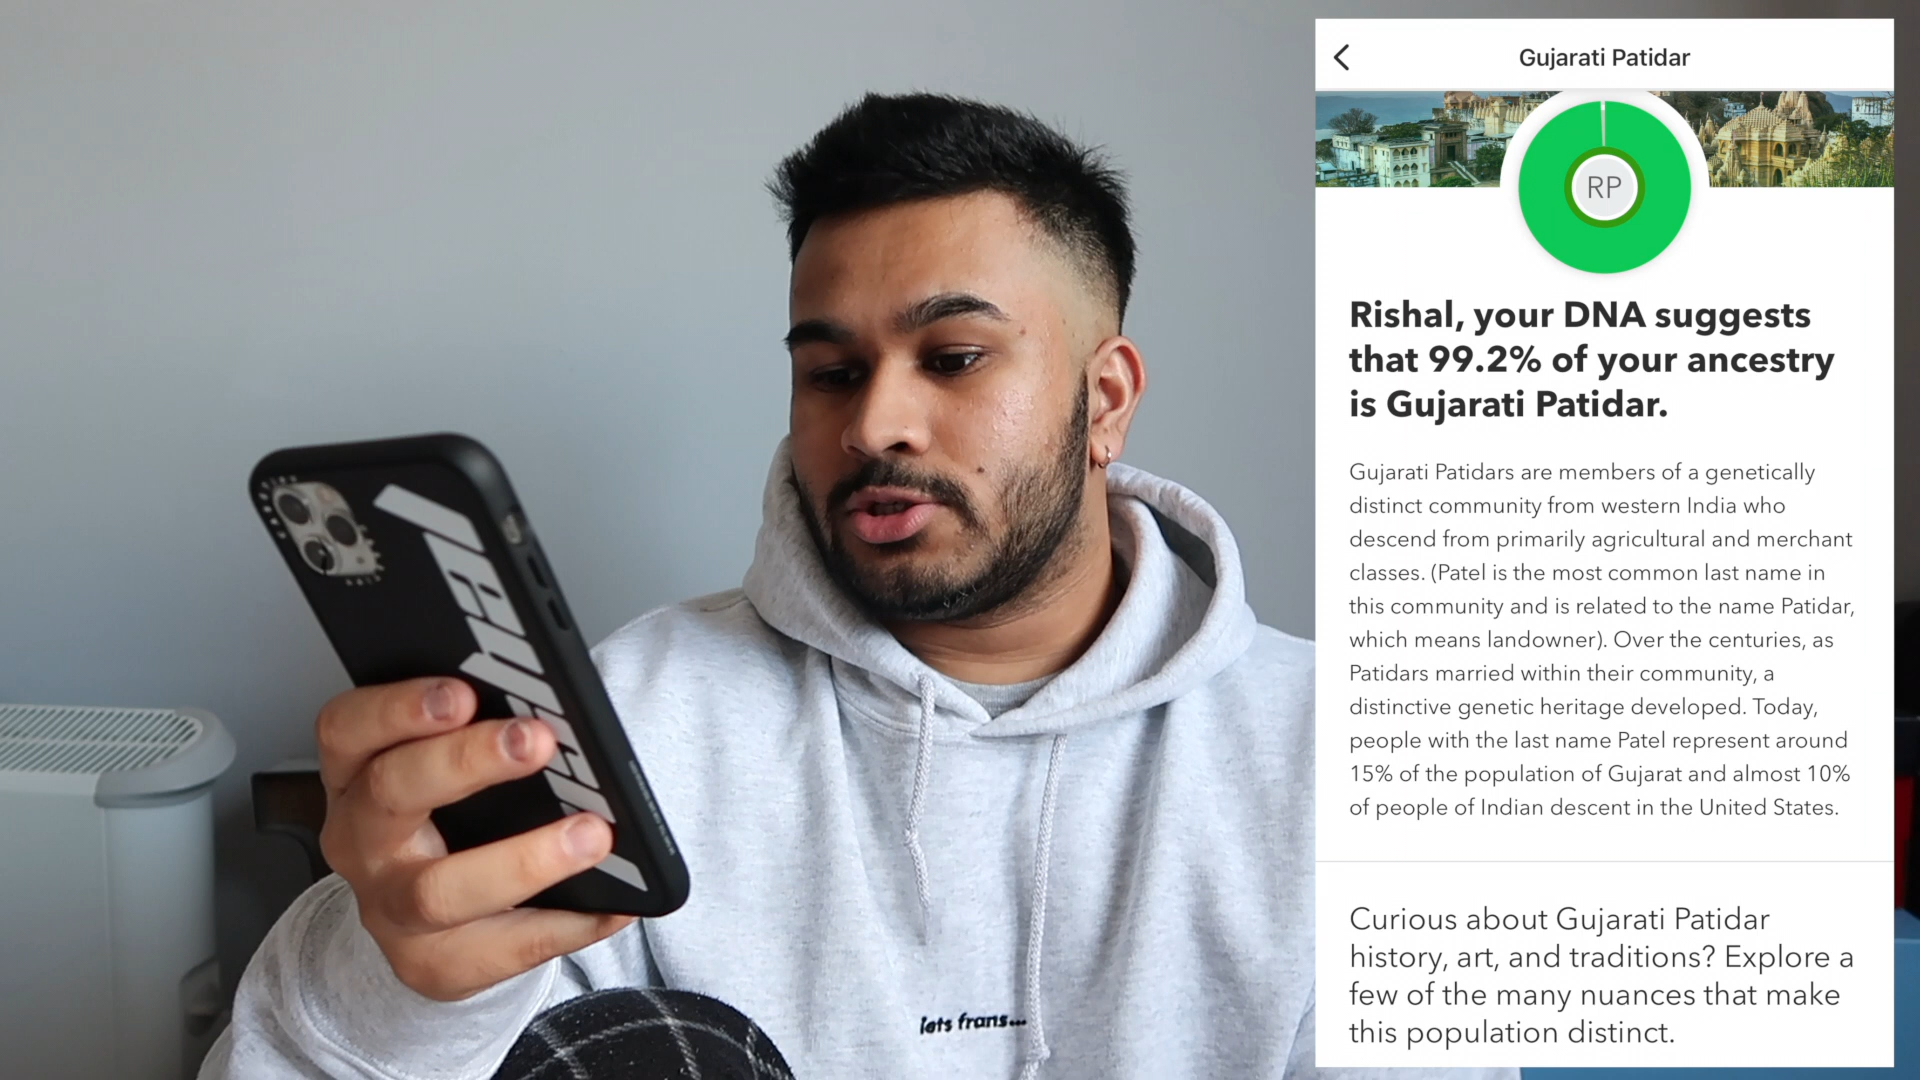 Gujarati Patidar
RP
Rishal, your DNA suggests
that 99.2% of your ancestry
is Gujarati Patidar.
Gujarati Patidars are members of a genetically
distinct community from western India who
descend from primarily agricultural and merchant
classes. (Patel is the most common last name in
this community and is related to the name Patidar,
which means landowner). Over the centuries, as
Patidars married within their community, a
distinctive genetic heritage developed. Today,
people with the last name Patel represent around
15% of the population of Gujarat and almost 10%
of people of Indian descent in the United States.
Curious about Gujarati Patidar
history, art, and traditions? Explore a
few of the many nuances that make
this population distinct.
lets frans...